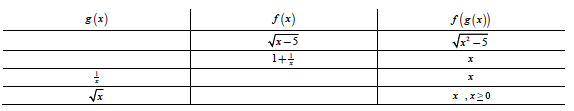 g(x) f(x) f(g(x))
√(x−5) √(x²−5)
1+1/x x
1/x x
√x x ,x≥0